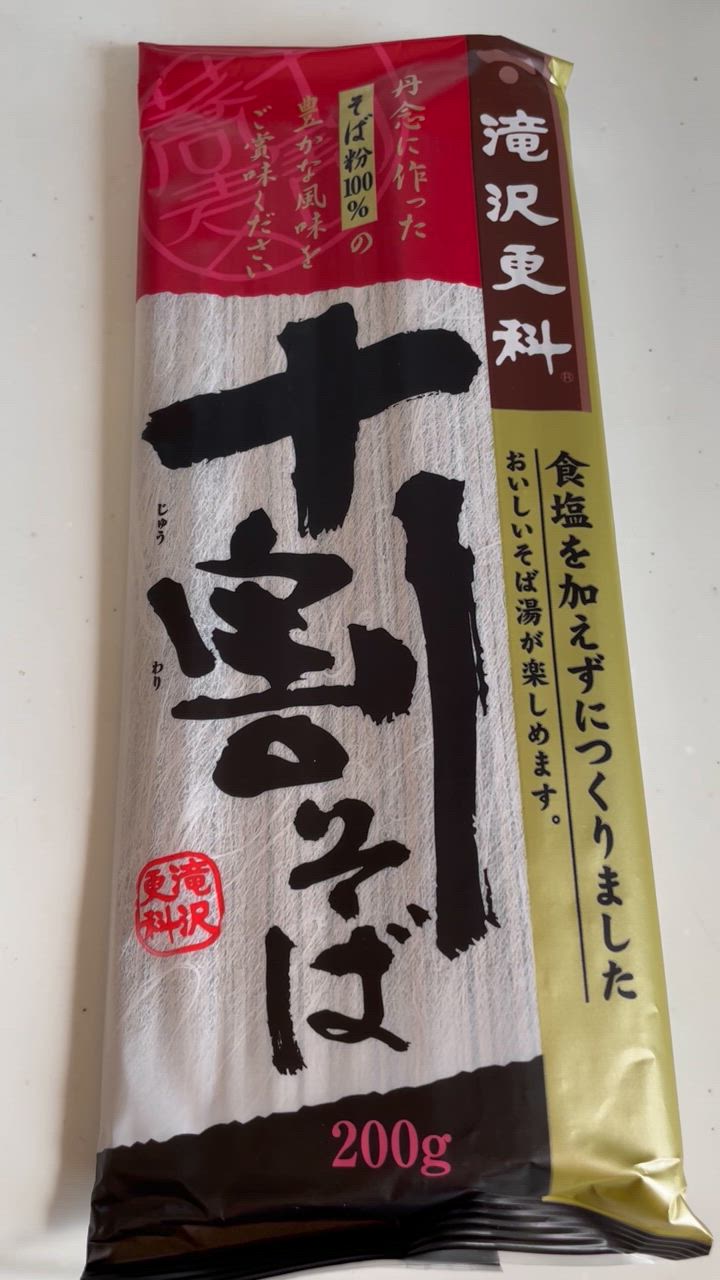 滝沢更科
®
丹念に作った
そば粉100%の
豊かな風味を
ご賞味ください
食塩を加えずにつくりました
おいしいそば湯が楽しめます。
十割そば
じゅう
わり
滝沢
更科
200g